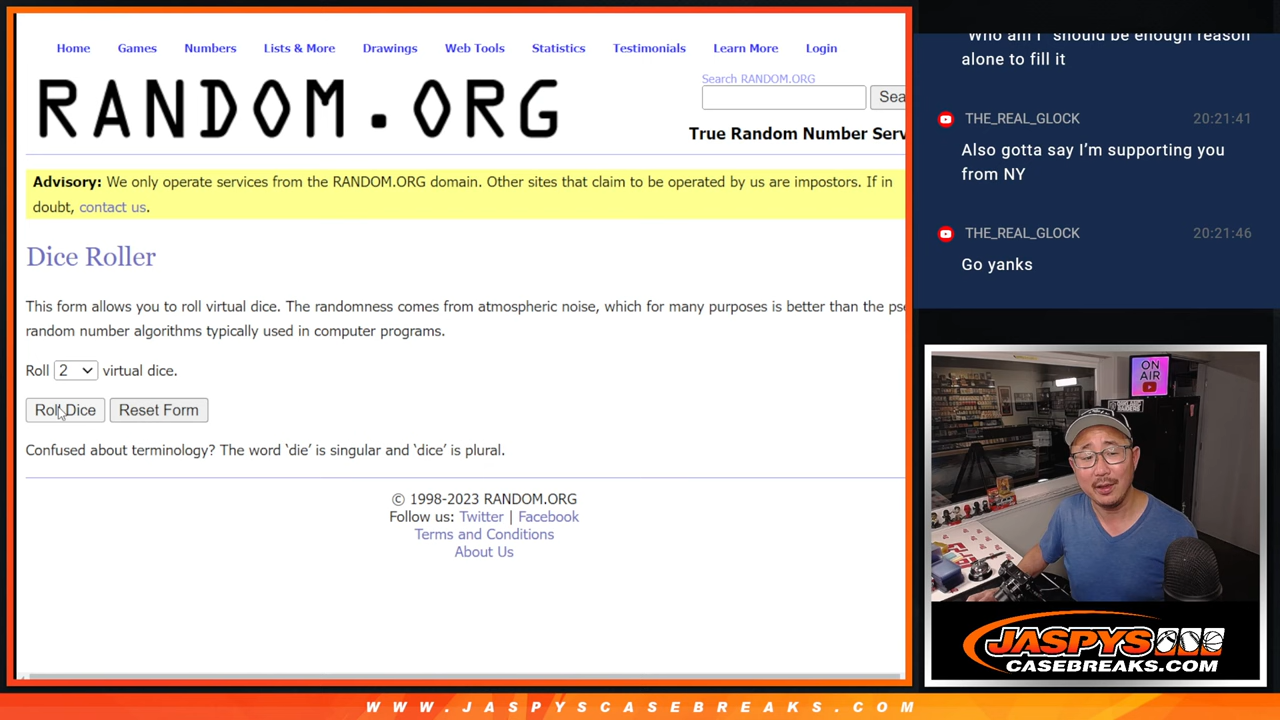 Home Games Numbers Lists & More Drawings Web Tools Statistics Testimonials Learn More Login
RANDOM.ORG
Search RANDOM.ORG
Sea
True Random Number Serv
Advisory: We only operate services from the RANDOM.ORG domain. Other sites that claim to be operated by us are impostors. If in
doubt, contact us.
Dice Roller
This form allows you to roll virtual dice. The randomness comes from atmospheric noise, which for many purposes is better than the pse
random number algorithms typically used in computer programs.
Roll 2 virtual dice.
Roll Dice Reset Form
Confused about terminology? The word ‘die’ is singular and ‘dice’ is plural.
© 1998-2023 RANDOM.ORG
Follow us: Twitter | Facebook
Terms and Conditions
About Us
"Who am I" should be enough reason
alone to fill it
THE_REAL_GLOCK 20:21:41
Also gotta say I’m supporting you
from NY
THE_REAL_GLOCK 20:21:46
Go yanks
ON
AIR
JASPYS
CASEBREAKS.COM
WWW.JASPYSCASEBREAKS.COM